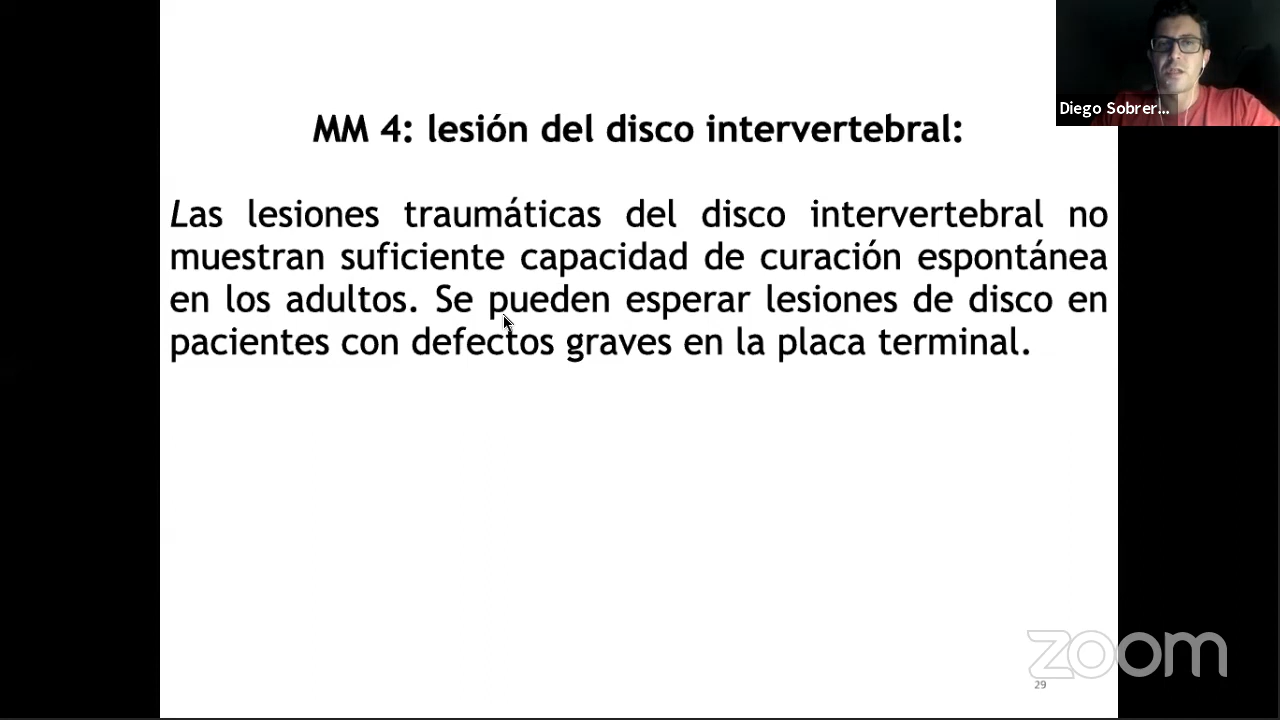 Diego Sobrer...
MM 4: lesión del disco intervertebral:
Las lesiones traumáticas del disco intervertebral no
muestran suficiente capacidad de curación espontánea
en los adultos. Se pueden esperar lesiones de disco en
pacientes con defectos graves en la placa terminal.
zoom
29